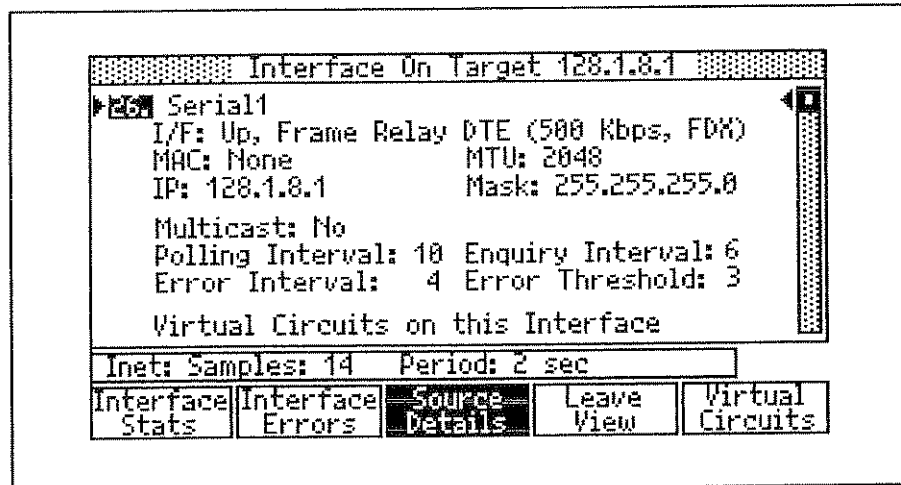 Interface On Target 128.1.8.1
26. Serial1
I/F: Up, Frame Relay DTE (500 Kbps, FDX)
MAC: None MTU: 2048
IP: 128.1.8.1 Mask: 255.255.255.0
Multicast: No
Polling Interval: 10 Enquiry Interval: 6
Error Interval: 4 Error Threshold: 3
Virtual Circuits on this Interface
Inet: Samples: 14 Period: 2 sec
Interface Stats
Interface Errors
Source Details
Leave View
Virtual Circuits